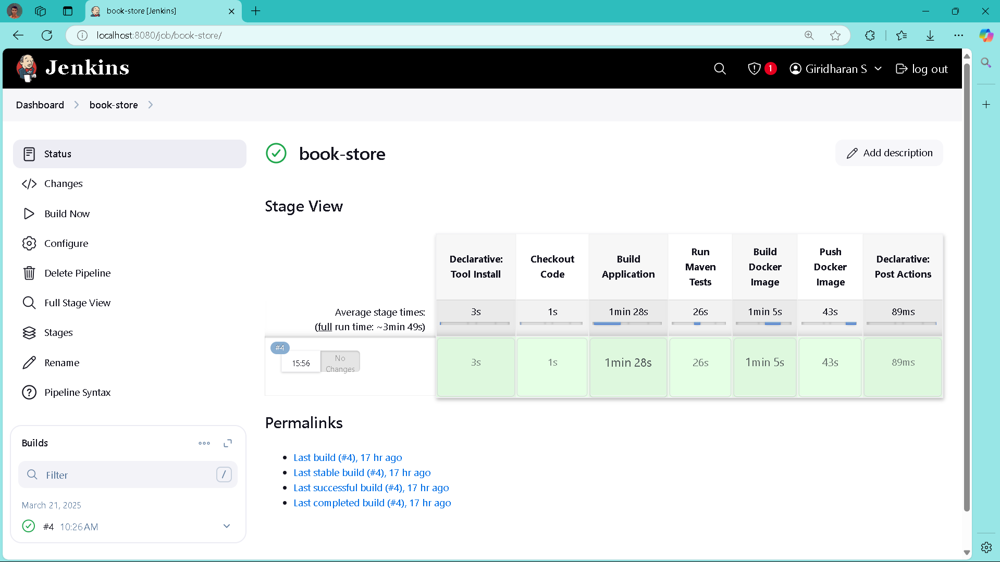 book-store [Jenkins]
localhost:8080/job/book-store/
Jenkins
1
Giridharan S
log out
Dashboard
book-store
Status
Changes
Build Now
Configure
Delete Pipeline
Full Stage View
Stages
Rename
Pipeline Syntax
Builds
Filter
/
March 21, 2025
#4 10:26 AM
book-store
Add description
Stage View
Declarative:
Tool Install
Checkout
Code
Build
Application
Run
Maven
Tests
Build
Docker
Image
Push
Docker
Image
Declarative:
Post Actions
Average stage times:
(full run time: ~3min 49s)
3s
1s
1min 28s
26s
1min 5s
43s
89ms
#4
15:56
No
Changes
3s
1s
1min 28s
26s
1min 5s
43s
89ms
Permalinks
Last build (#4), 17 hr ago
Last stable build (#4), 17 hr ago
Last successful build (#4), 17 hr ago
Last completed build (#4), 17 hr ago